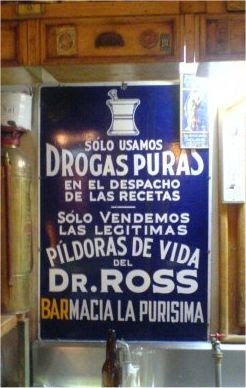 SÓLO USAMOS
DROGAS PURAS
EN EL DESPACHO
DE LAS RECETAS
SÓLO VENDEMOS
LAS LEGITIMAS
PÍLDORAS DE VIDA
DEL
DR. ROSS
BARMACIA LA PURISIMA